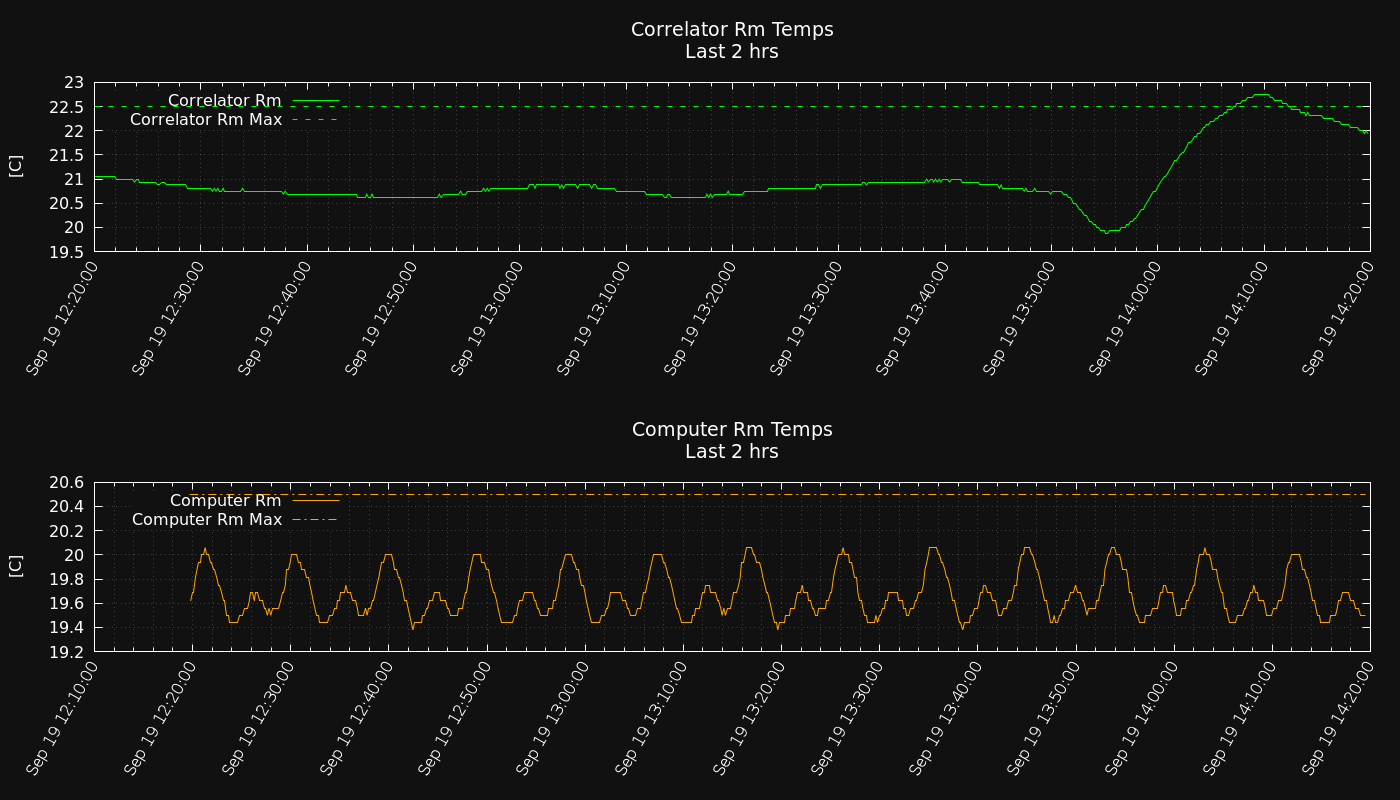 Correlator Rm Temps
Last 2 hrs
23
22.5
22
21.5
21
20.5
20
19.5
[C]
Correlator Rm
Correlator Rm Max
Sep 19 12:20:00
Sep 19 12:30:00
Sep 19 12:40:00
Sep 19 12:50:00
Sep 19 13:00:00
Sep 19 13:10:00
Sep 19 13:20:00
Sep 19 13:30:00
Sep 19 13:40:00
Sep 19 13:50:00
Sep 19 14:00:00
Sep 19 14:10:00
Sep 19 14:20:00
Computer Rm Temps
Last 2 hrs
20.6
20.4
20.2
20
19.8
19.6
19.4
19.2
[C]
Computer Rm
Computer Rm Max
Sep 19 12:10:00
Sep 19 12:20:00
Sep 19 12:30:00
Sep 19 12:40:00
Sep 19 12:50:00
Sep 19 13:00:00
Sep 19 13:10:00
Sep 19 13:20:00
Sep 19 13:30:00
Sep 19 13:40:00
Sep 19 13:50:00
Sep 19 14:00:00
Sep 19 14:10:00
Sep 19 14:20:00